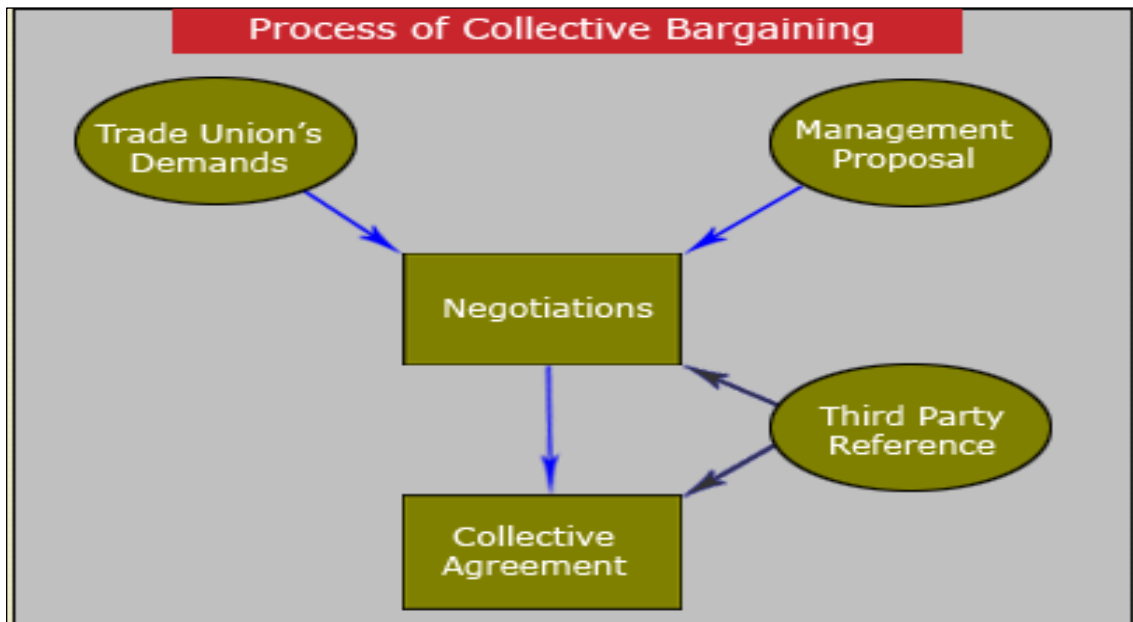 Process of Collective Bargaining
Trade Union’s
Demands
Management
Proposal
Negotiations
Third Party
Reference
Collective
Agreement